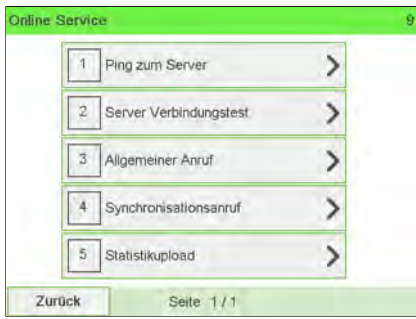 Online Service 9
1 Ping zum Server
2 Server Verbindungstest
3 Allgemeiner Anruf
4 Synchronisationsanruf
5 Statistikupload
Zurück Seite 1 / 1